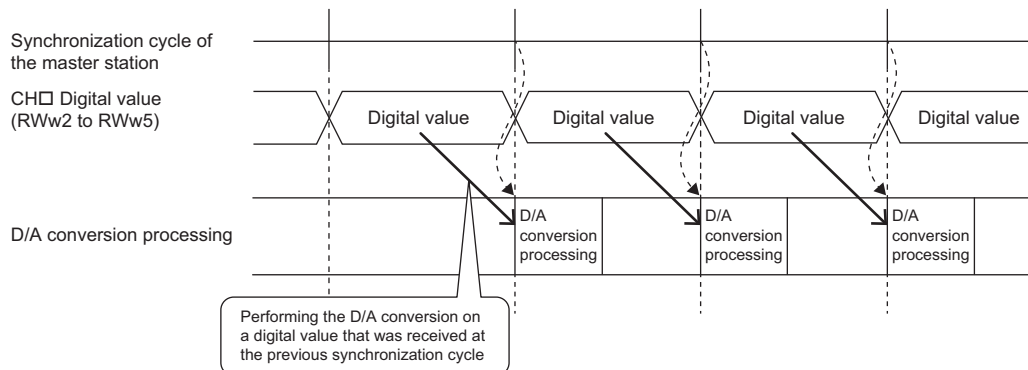 Synchronization cycle of
the master station
CH□ Digital value
(RWw2 to RWw5)
Digital value
Digital value
Digital value
Digital value
D/A conversion processing
D/A
conversion
processing
D/A
conversion
processing
D/A
conversion
processing
Performing the D/A conversion on
a digital value that was received at
the previous synchronization cycle